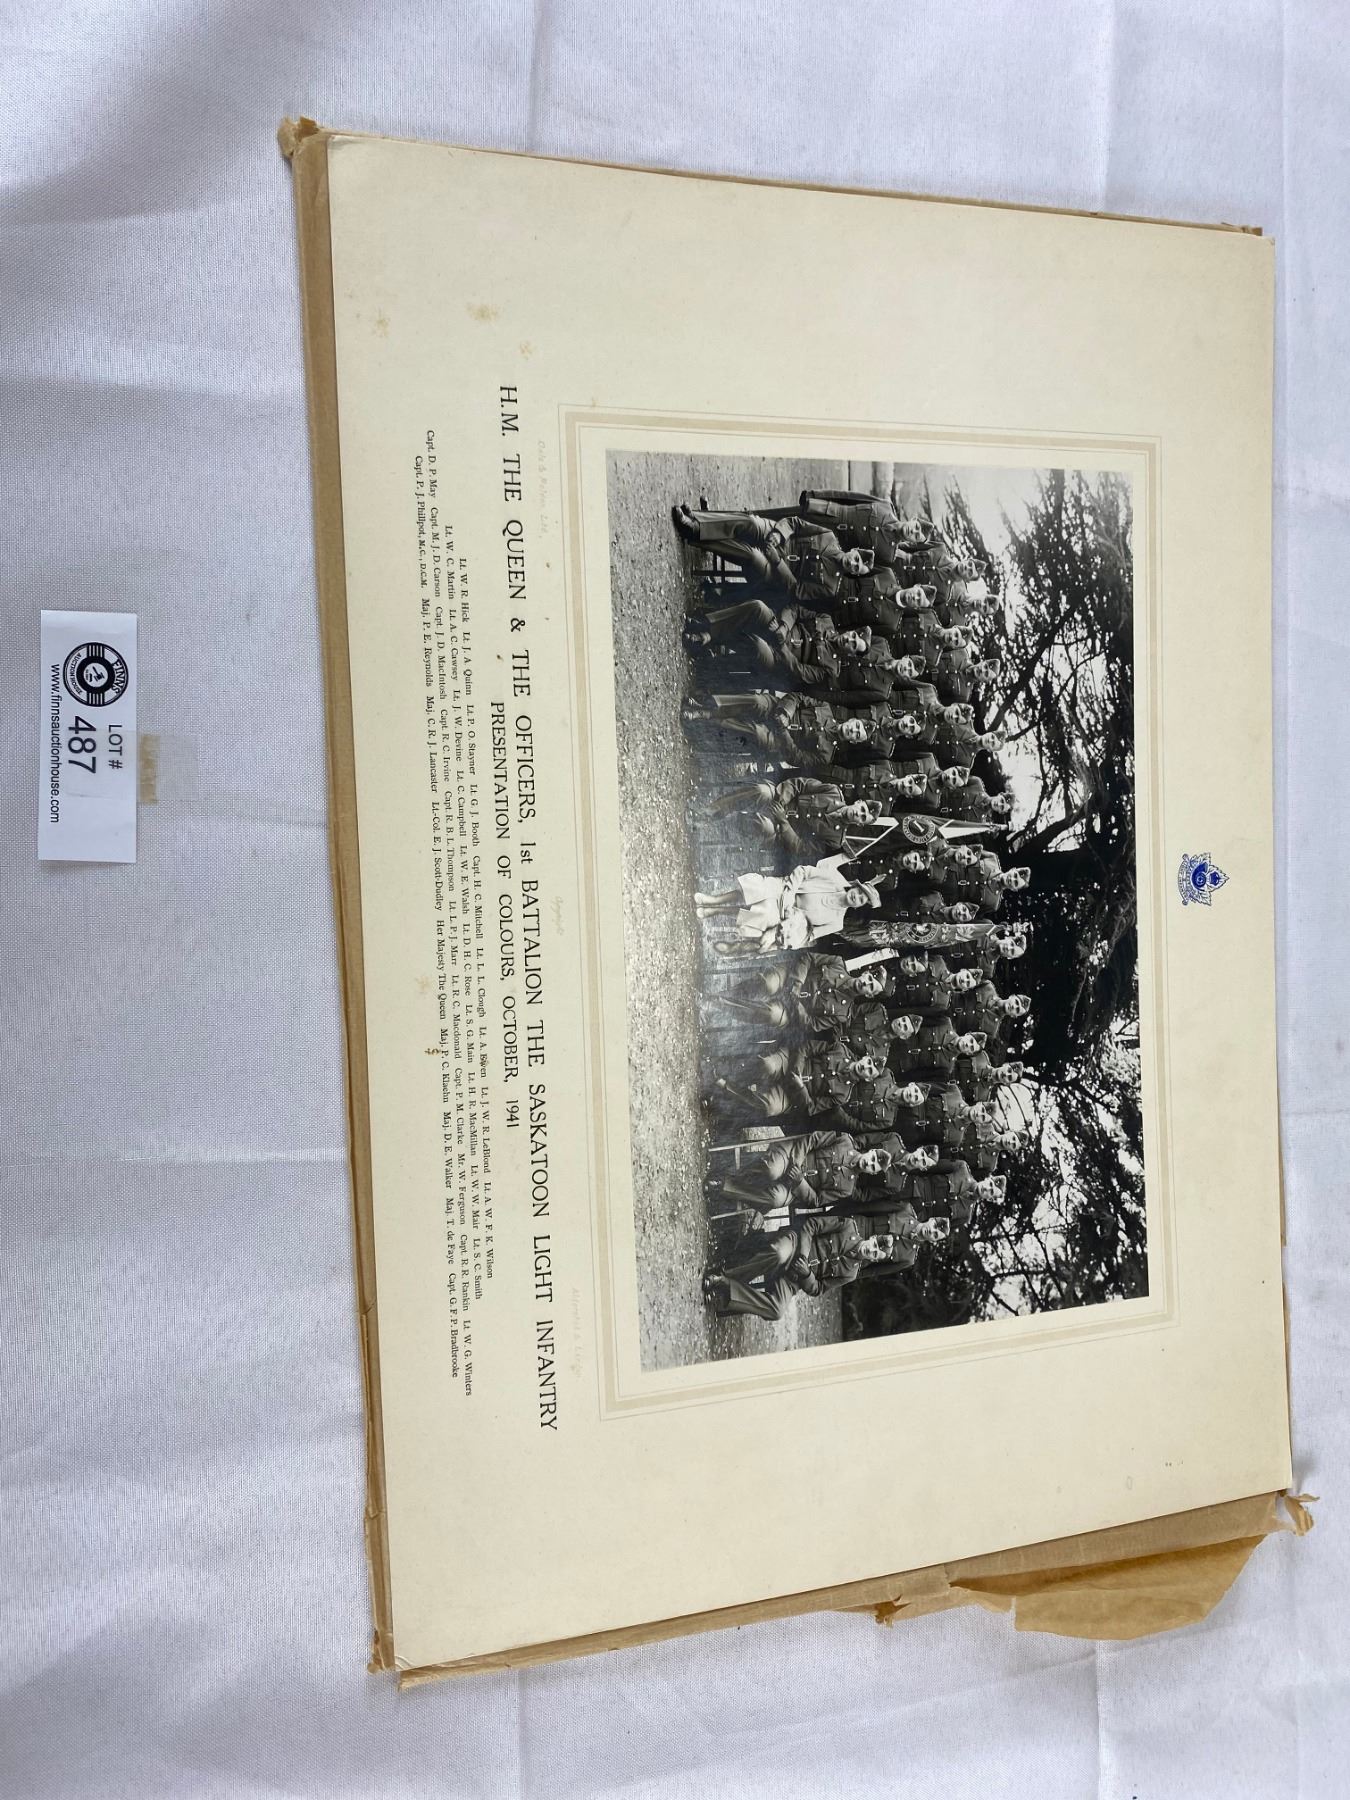 Copyright
H.M. THE QUEEN & THE OFFICERS, 1st BATTALION THE SASKATOON LIGHT INFANTRY
PRESENTATION OF COLOURS, OCTOBER, 1941
Lt. W. R. Hick Lt. J. A Quinn Lt. P. O. Stayner Lt. G. J. Booth Capt. H. C. Mitchell Lt. L. L. Clough Lt. A. Bowen Lt. J. W. R. LeBlond Lt. A. W. F. K. Wilson
Lt. W. C. Martin Lt. A. C. Cawsey Lt. J. W. Devine Lt. C. Campbell Lt. W. E. Walsh Lt. D. H. C. Rose Lt. S. G. Main Lt. H. R. MacMillan Lt. W. W. Mair Lt. S. C. Smith
Capt. D. P. May Capt. M. J. D. Carson Capt. J. D. MacIntosh Capt. R. C. Irvine Capt. R. B. L. Thompson Lt. L. P. J. Marr Lt. R. C. Macdonald Capt. P. M. Clarke Mr. W. Ferguson Capt. R. R. Rankin Lt. W. G. Winters
Capt. P. J. Phillpot, M.C., D.C.M. Maj. P. E. Reynolds Maj. C. R. J. Lancaster Lt.-Col. E. J. Scott-Dudley Her Majesty The Queen Maj. P. C. Klaehn Maj. D. E. Walker Maj. T. de Faye Capt. G. F. P. Bradbrooke
FINNS
AUCTION
LOT #
487
www.finnsauctionhouse.com